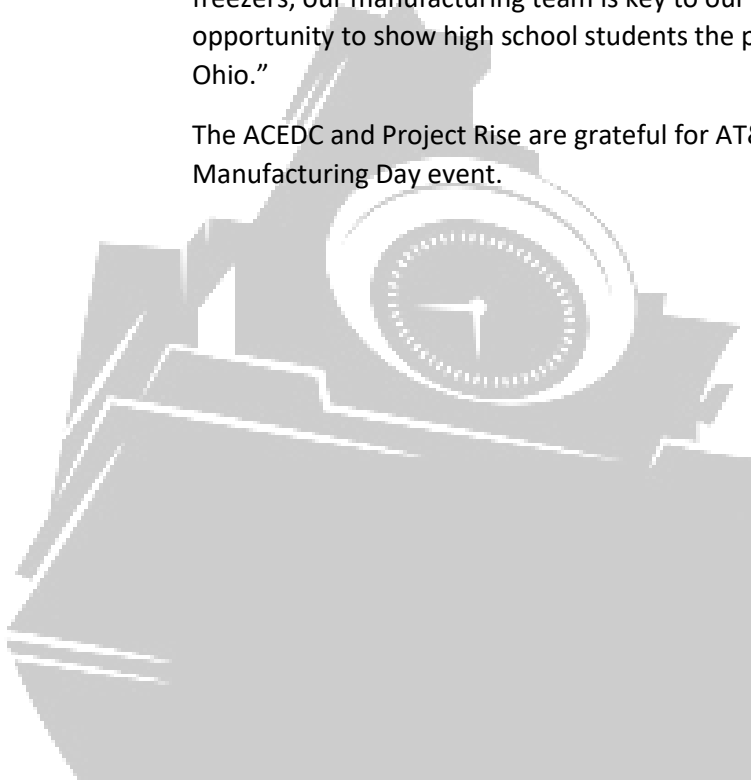 freezers, our manufacturing team is key to our
opportunity to show high school students the
Ohio.”
The ACEDC and Project Rise are grateful for
Manufacturing Day event.